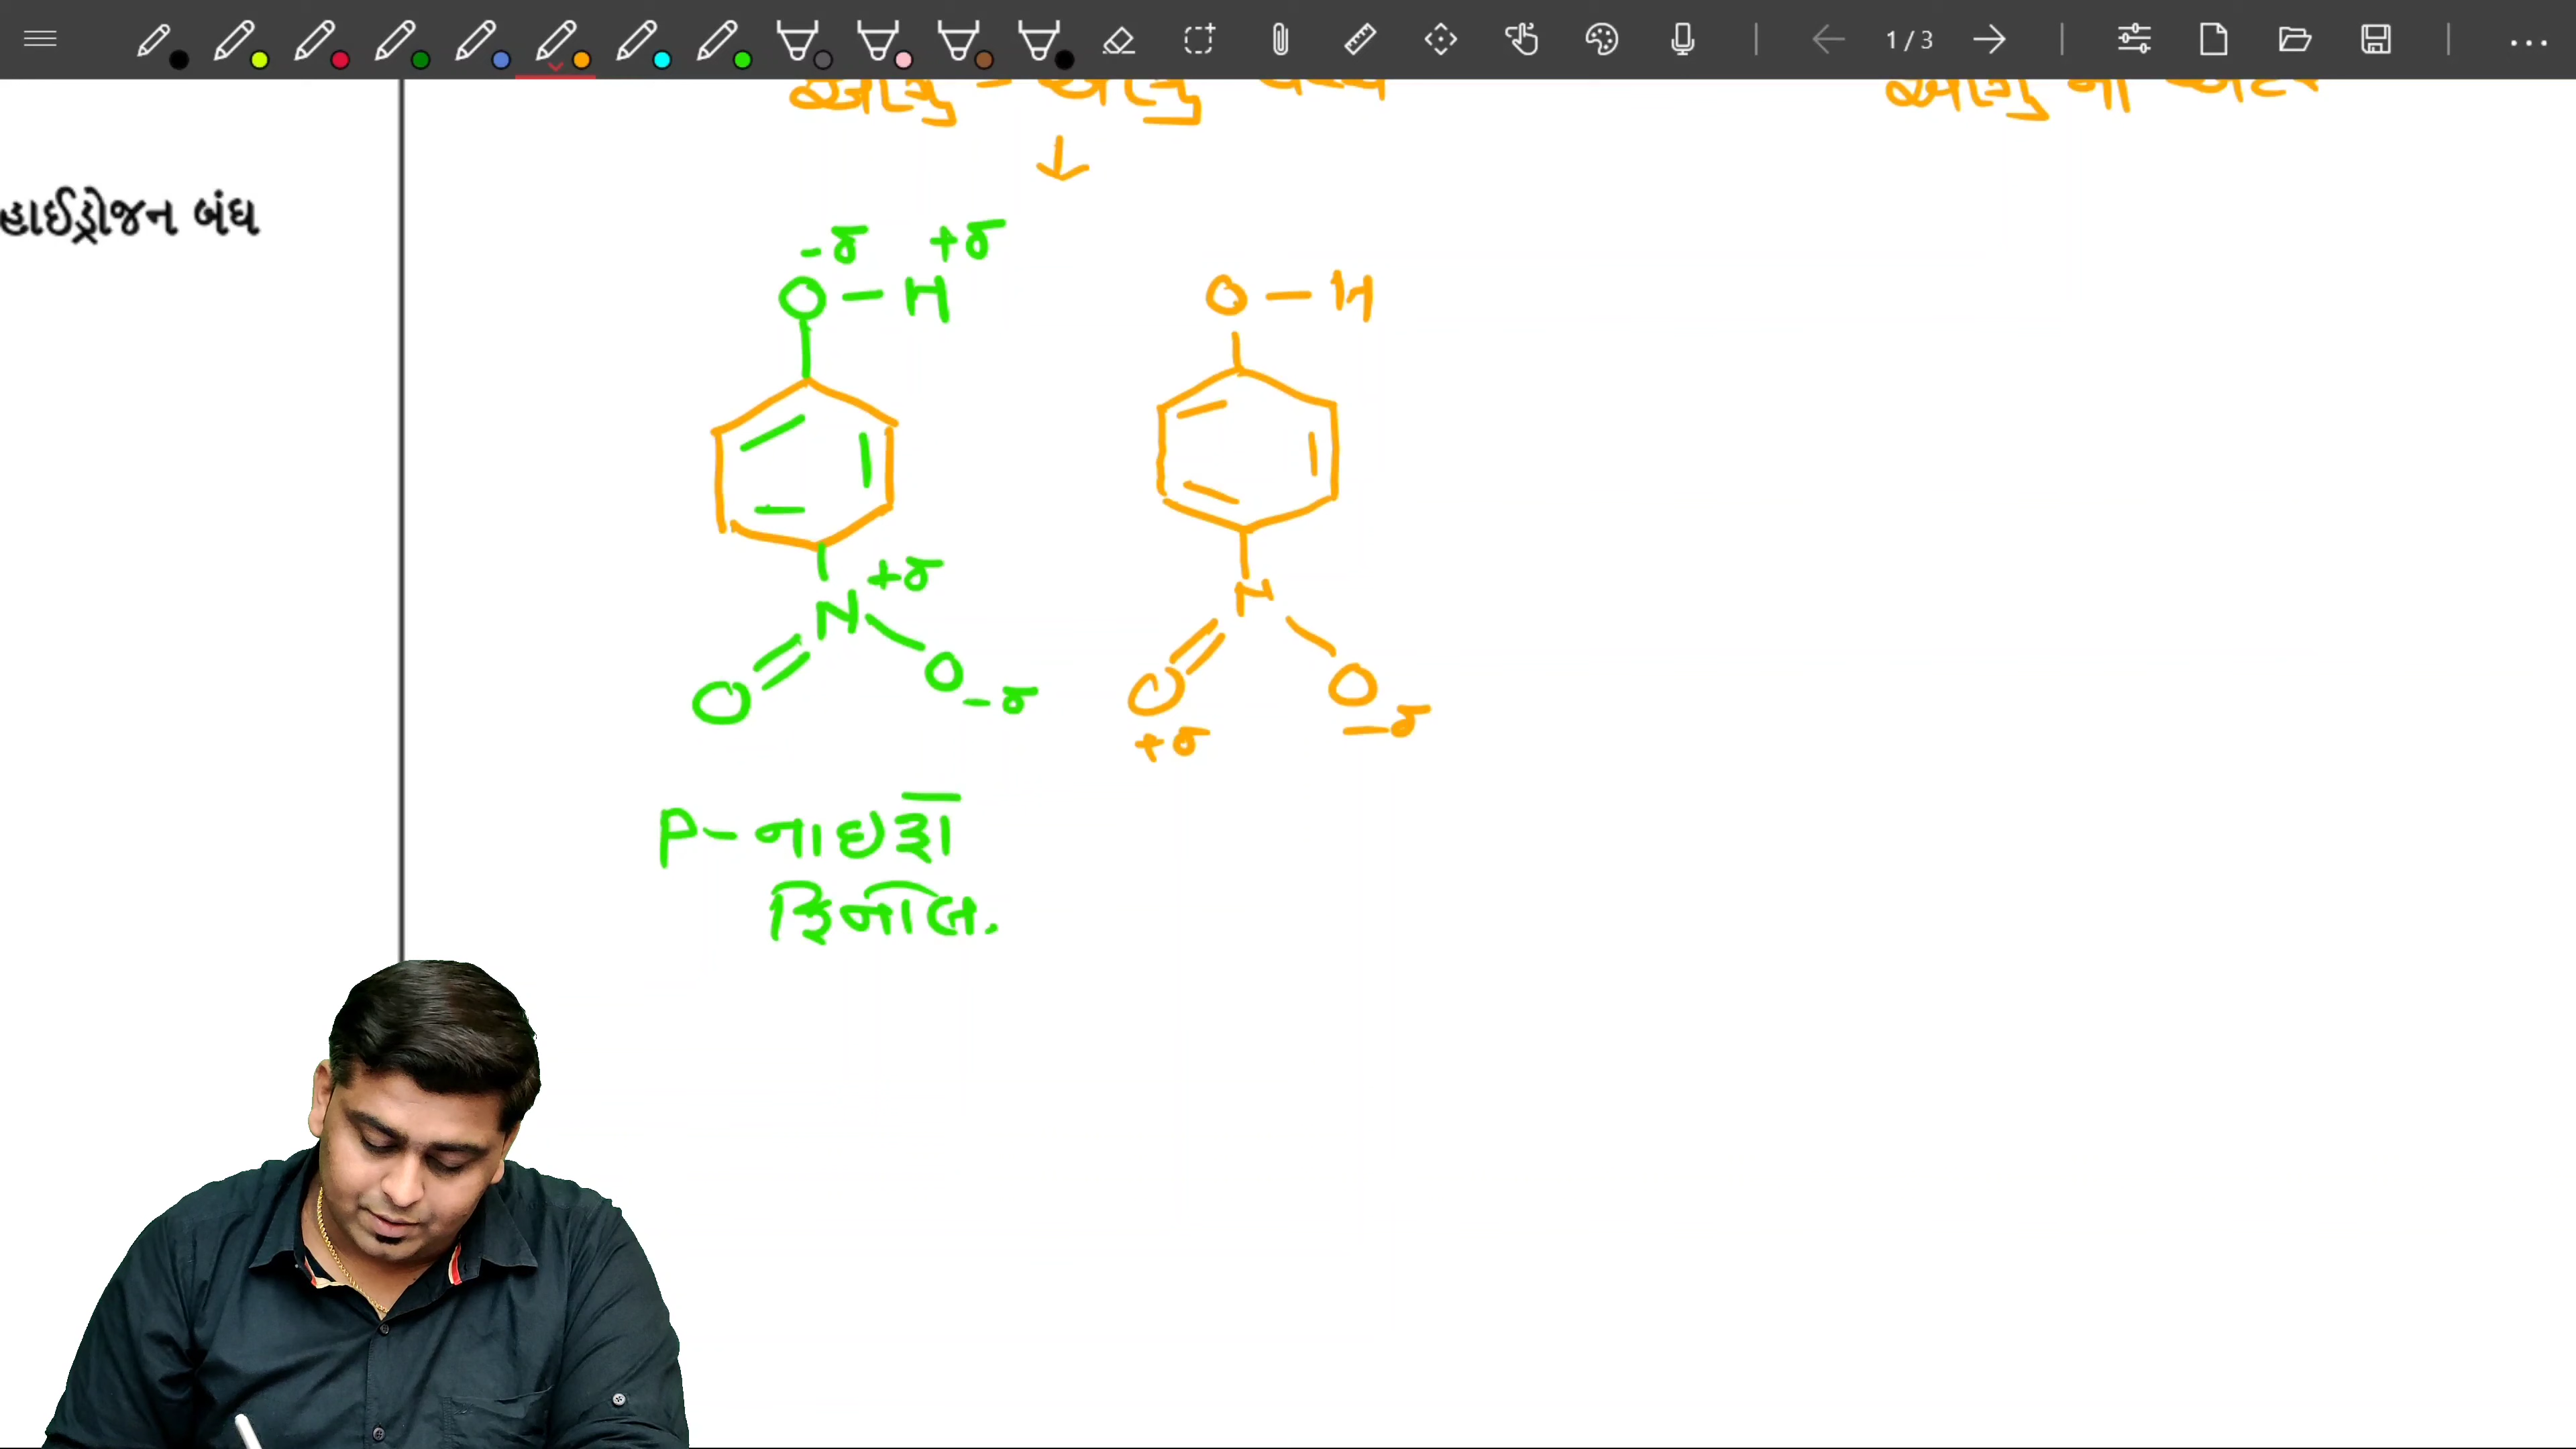 1 / 3
હાઈડ્રોજન બંધ
-δ +δ
O - H
O - H
+δ
N
N
O O -δ
O O
+δ -δ
P- નાઇટ્રો
ફિનોલ.